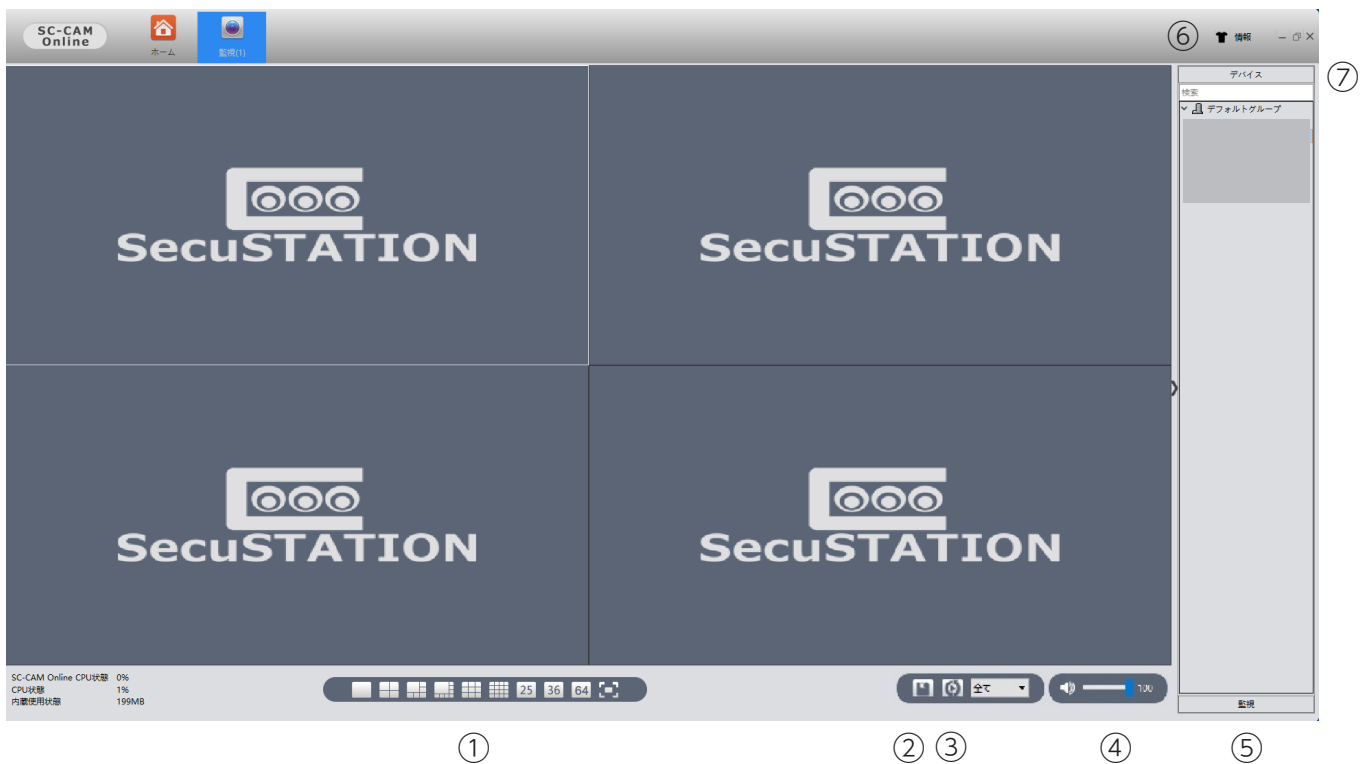 SC-CAM
Online
ホーム
監視(1)
⑥
情報
デバイス
⑦
検索
デフォルトグループ
SecuSTATION
SecuSTATION
SecuSTATION
SecuSTATION
SC-CAM Online CPU状態 0%
CPU状態 1%
内蔵使用状態 199MB
25 36 64
全て
100
監視
① ② ③ ④ ⑤